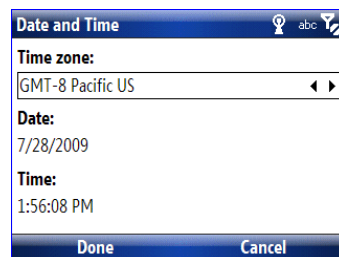 Date and Time abc
Time zone:
GMT-8 Pacific US
Date:
7/28/2009
Time:
1:56:08 PM
Done Cancel